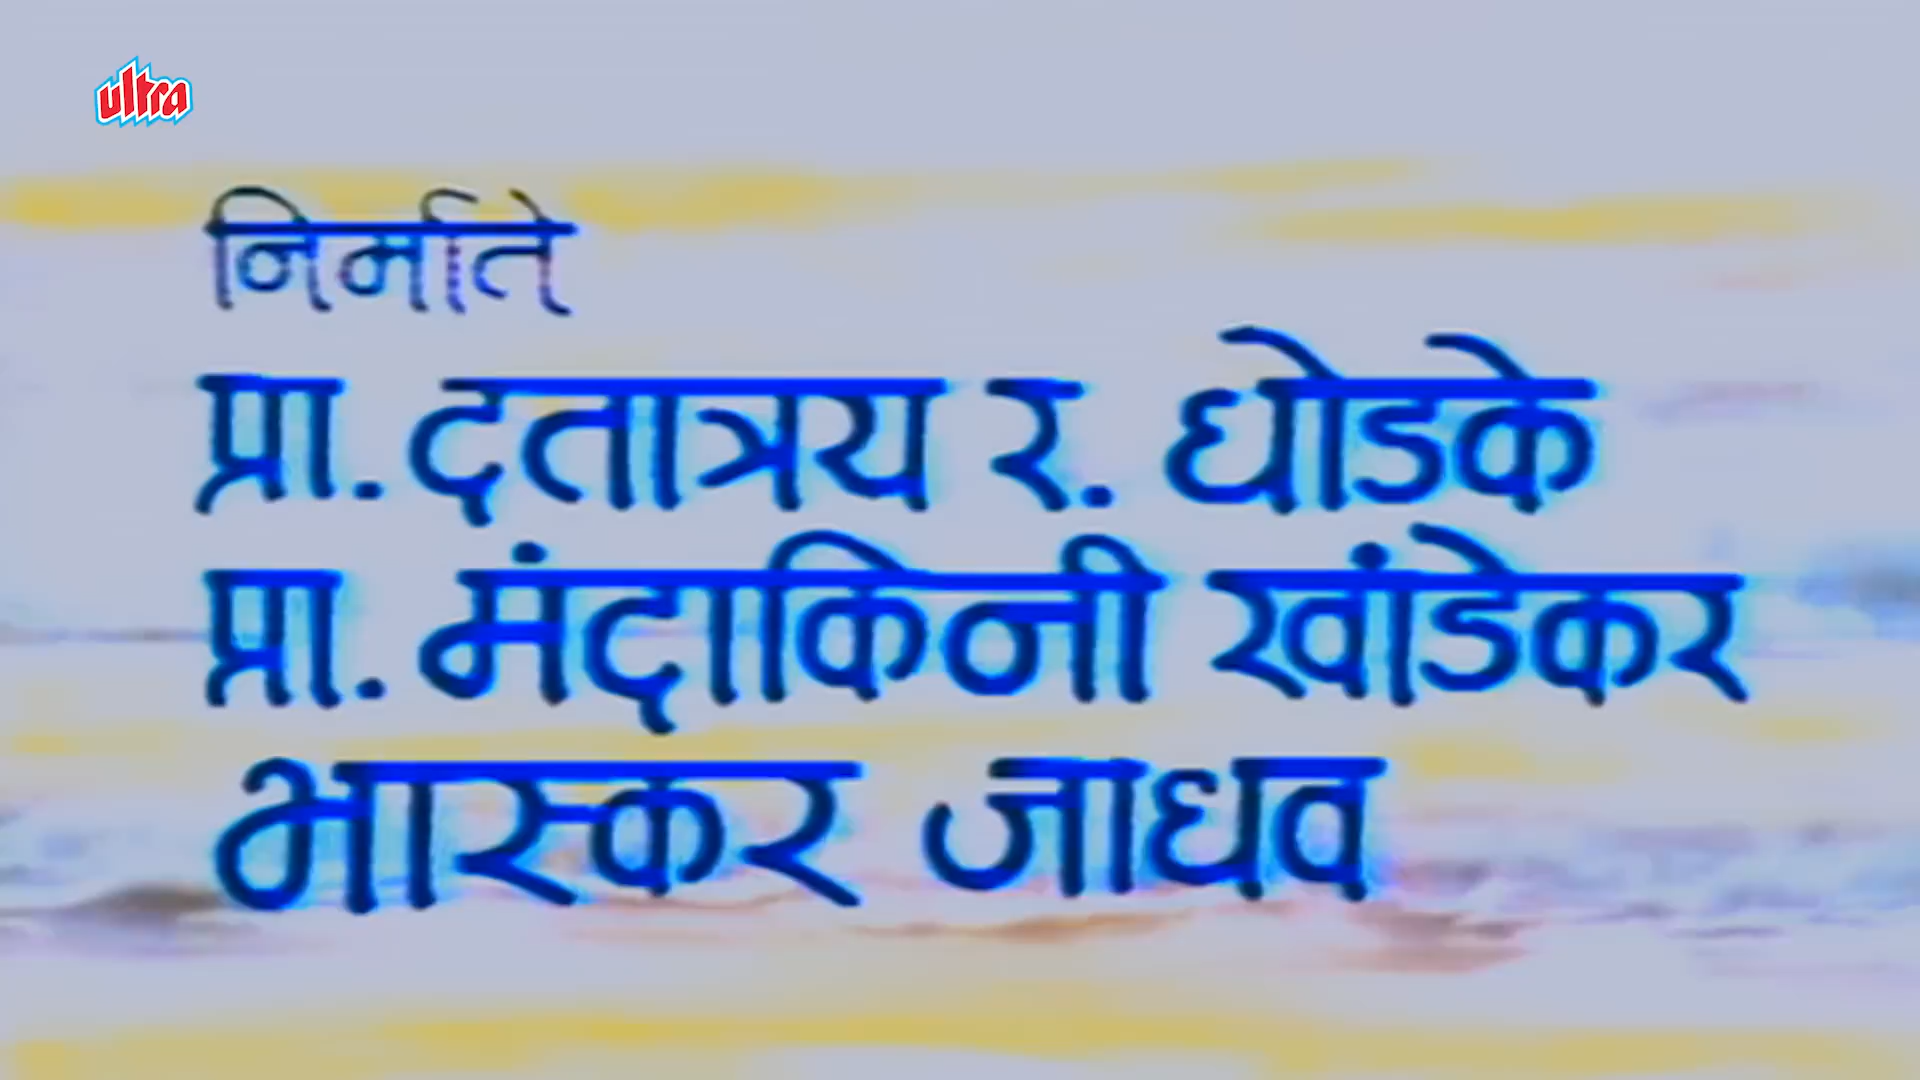 ultra
निर्माते
प्रा. दतात्रय र. धोडके
प्रा. मंदाकिनी खांडेकर
भास्कर जाधव